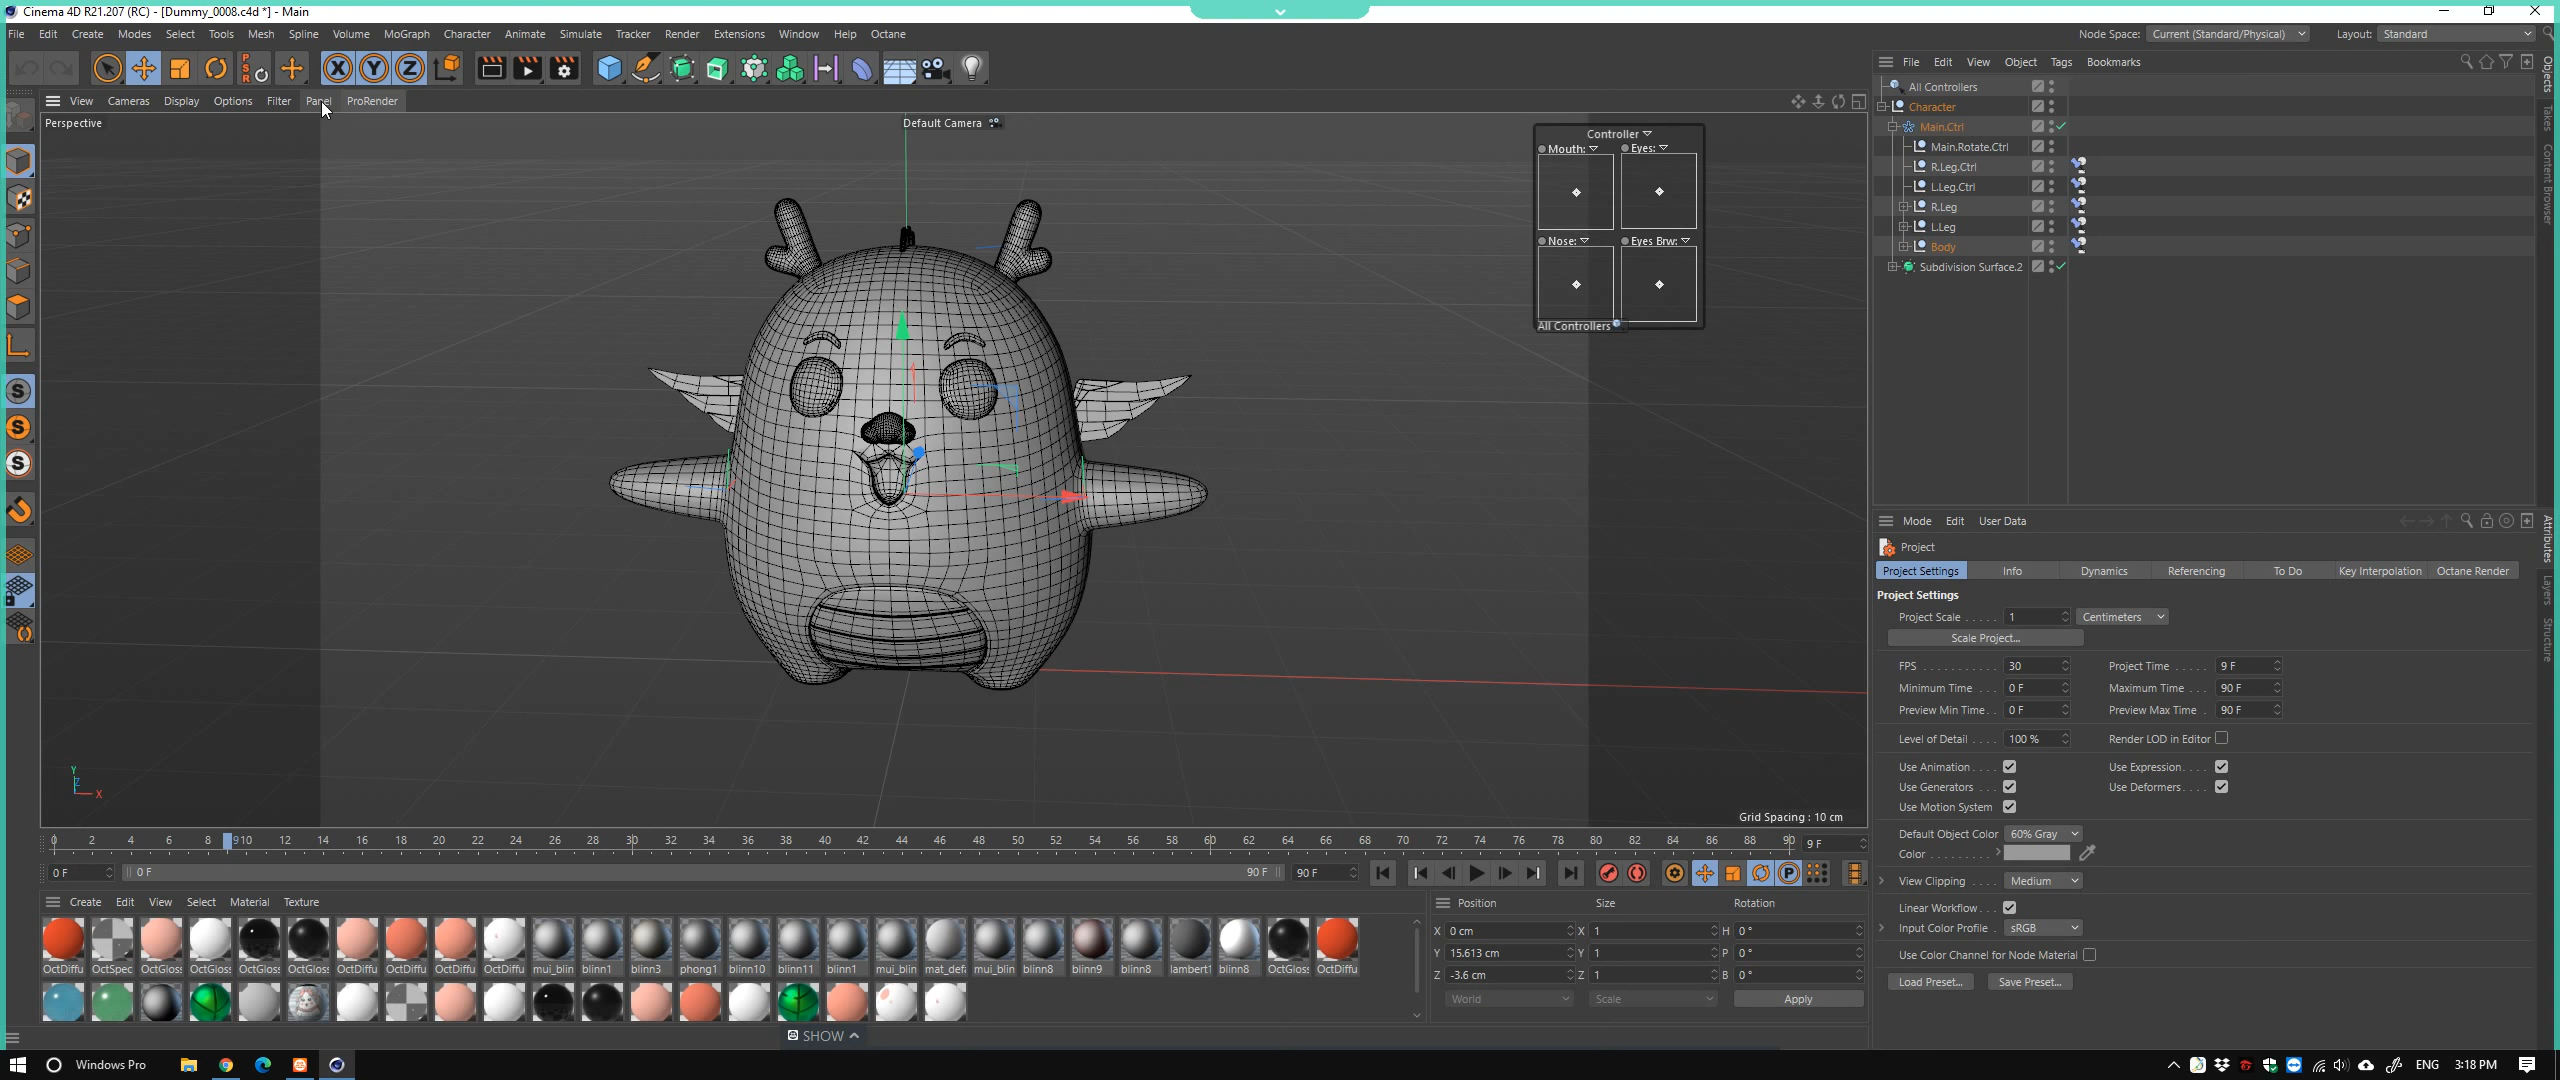 Cinema 4D R21.207 (RC) - [Dummy_0008.c4d *] - Main
File Edit Create Modes Select Tools Mesh Spline Volume MoGraph Character Animate Simulate Tracker Render Extensions Window Help Octane
Node Space: Current (Standard/Physical) Layout: Standard
File Edit View Object Tags Bookmarks
View Cameras Display Options Filter Panel ProRender
Perspective
Default Camera
Controller
Mouth: Eyes:
Nose: Eyes Brw:
All Controllers
All Controllers
Character
Main.Ctrl
Main.Rotate.Ctrl
R.Leg.Ctrl
L.Leg.Ctrl
R.Leg
L.Leg
Body
Subdivision Surface.2
Objects
Takes
Content Browser
Mode Edit User Data
Project
Project Settings Info Dynamics Referencing To Do Key Interpolation Octane Render
Project Settings
Project Scale . . . . . 1 Centimeters
Scale Project...
FPS . . . . . . . . . . . 30 Project Time . . . . . 9 F
Minimum Time . . . 0 F Maximum Time . . . 90 F
Preview Min Time . . 0 F Preview Max Time . 90 F
Level of Detail . . . . 100 % Render LOD in Editor
Use Animation . . . . Use Expression. . . .
Use Generators . . . Use Deformers. . . .
Use Motion System
Default Object Color 60% Gray
Color . . . . . . . . .
View Clipping . . . . Medium
Linear Workflow . .
Input Color Profile . sRGB
Use Color Channel for Node Material
Load Preset... Save Preset...
Attributes
Layers
Structure
Y
Z
X
Grid Spacing : 10 cm
0 2 4 6 8 9 10 12 14 16 18 20 22 24 26 28 30 32 34 36 38 40 42 44 46 48 50 52 54 56 58 60 62 64 66 68 70 72 74 76 78 80 82 84 86 88 90 9 F
0 F 0 F 90 F 90 F
Create Edit View Select Material Texture
OctDiffu OctSpec OctGloss OctGloss OctGloss OctGloss OctDiffu OctDiffu OctDiffu OctDiffu mui_blin blinn1 blinn3 phong1 blinn10 blinn11 blinn1 mui_blin mat_defa mui_blin blinn8 blinn9 blinn8 lambert1 blinn8 OctGloss OctDiffu
Position Size Rotation
X 0 cm X 1 H 0 °
Y 15.613 cm Y 1 P 0 °
Z -3.6 cm Z 1 B 0 °
World Scale Apply
SHOW
Windows Pro
ENG 3:18 PM